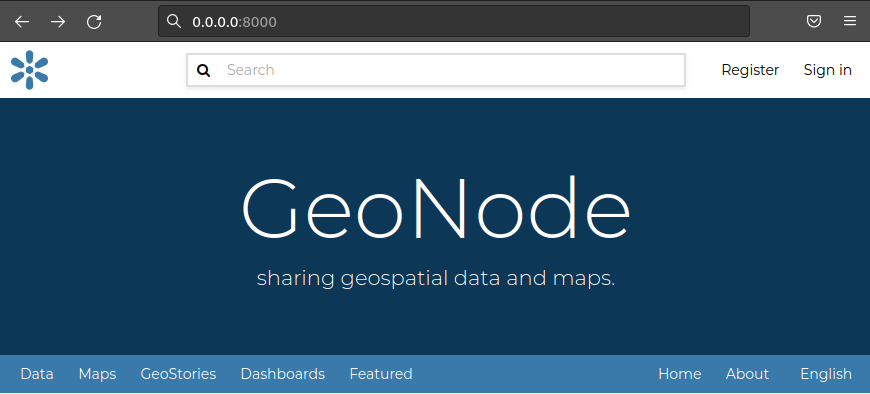 0.0.0.0:8000
Search
Register Sign in
GeoNode
sharing geospatial data and maps.
Data Maps GeoStories Dashboards Featured Home About English